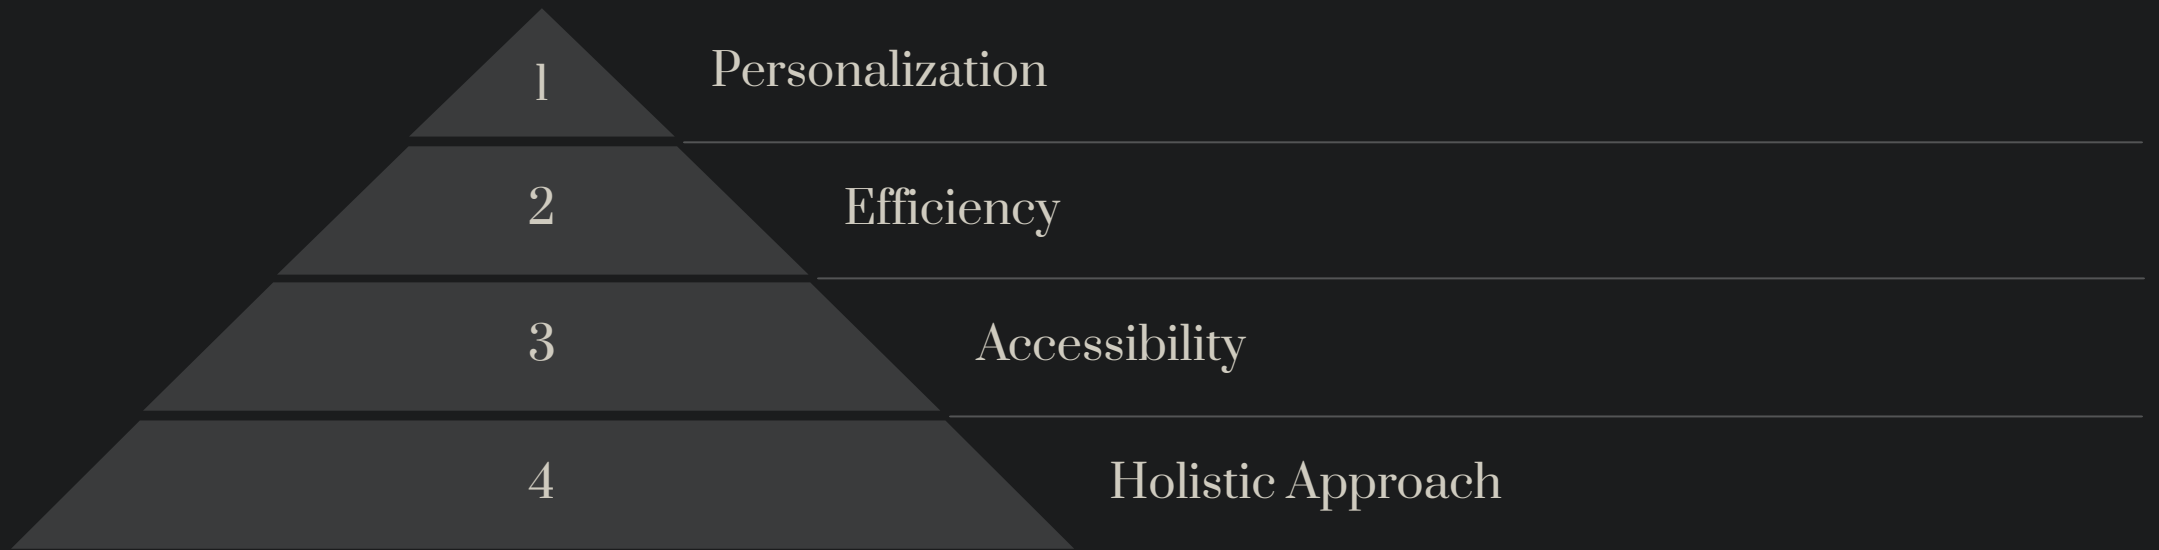 1 Personalization
2 Efficiency
3 Accessibility
4 Holistic Approach